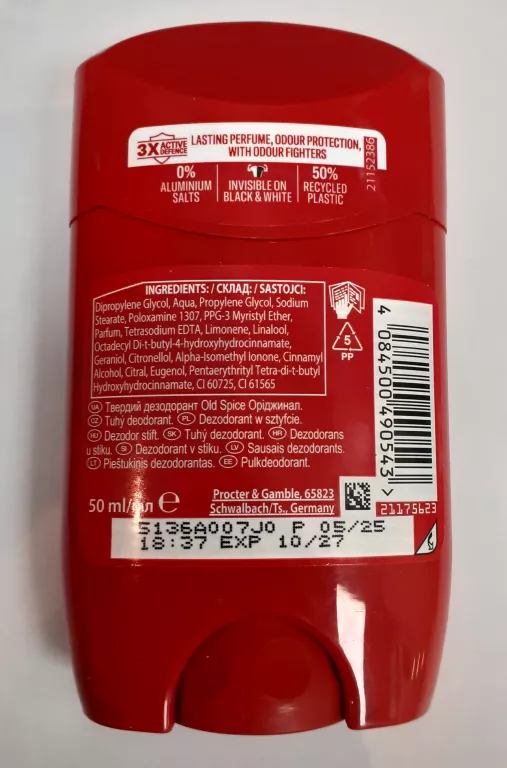 3X ACTIVE DEFENCE
LASTING PERFUME, ODOUR PROTECTION,
WITH ODOUR FIGHTERS
21152386
0%
ALUMINIUM
SALTS
INVISIBLE ON
BLACK & WHITE
50%
RECYCLED
PLASTIC
INGREDIENTS: / СКЛАД: / SASTOJCI:
Dipropylene Glycol, Aqua, Propylene Glycol, Sodium
Stearate, Poloxamine 1307, PPG-3 Myristyl Ether,
Parfum, Tetrasodium EDTA, Limonene, Linalool,
Octadecyl Di-t-butyl-4-hydroxyhydrocinnamate,
Geraniol, Citronellol, Alpha-Isomethyl Ionone, Cinnamyl
Alcohol, Citral, Eugenol, Pentaerythrityl Tetra-di-t-butyl
Hydroxyhydrocinnamate, CI 60725, CI 61565
5
PP
4 084500 490543 >
UA Твердий дезодорант Old Spice Оріджинал.
CZ Tuhý deodorant. PL Dezodorant w sztyfcie.
HU Dezodor stift. SK Tuhý dezodorant. HR Dezodorans
u stiku. SI Dezodorant v stiku. LV Sausais dezodorants.
LT Pieštukinis dezodorantas. EE Pulkdeodorant.
50 ml/мл e
Procter & Gamble, 65823
Schwalbach/Ts., Germany
21175623
5136A007J0 P 05/25
18:37 EXP 10/27